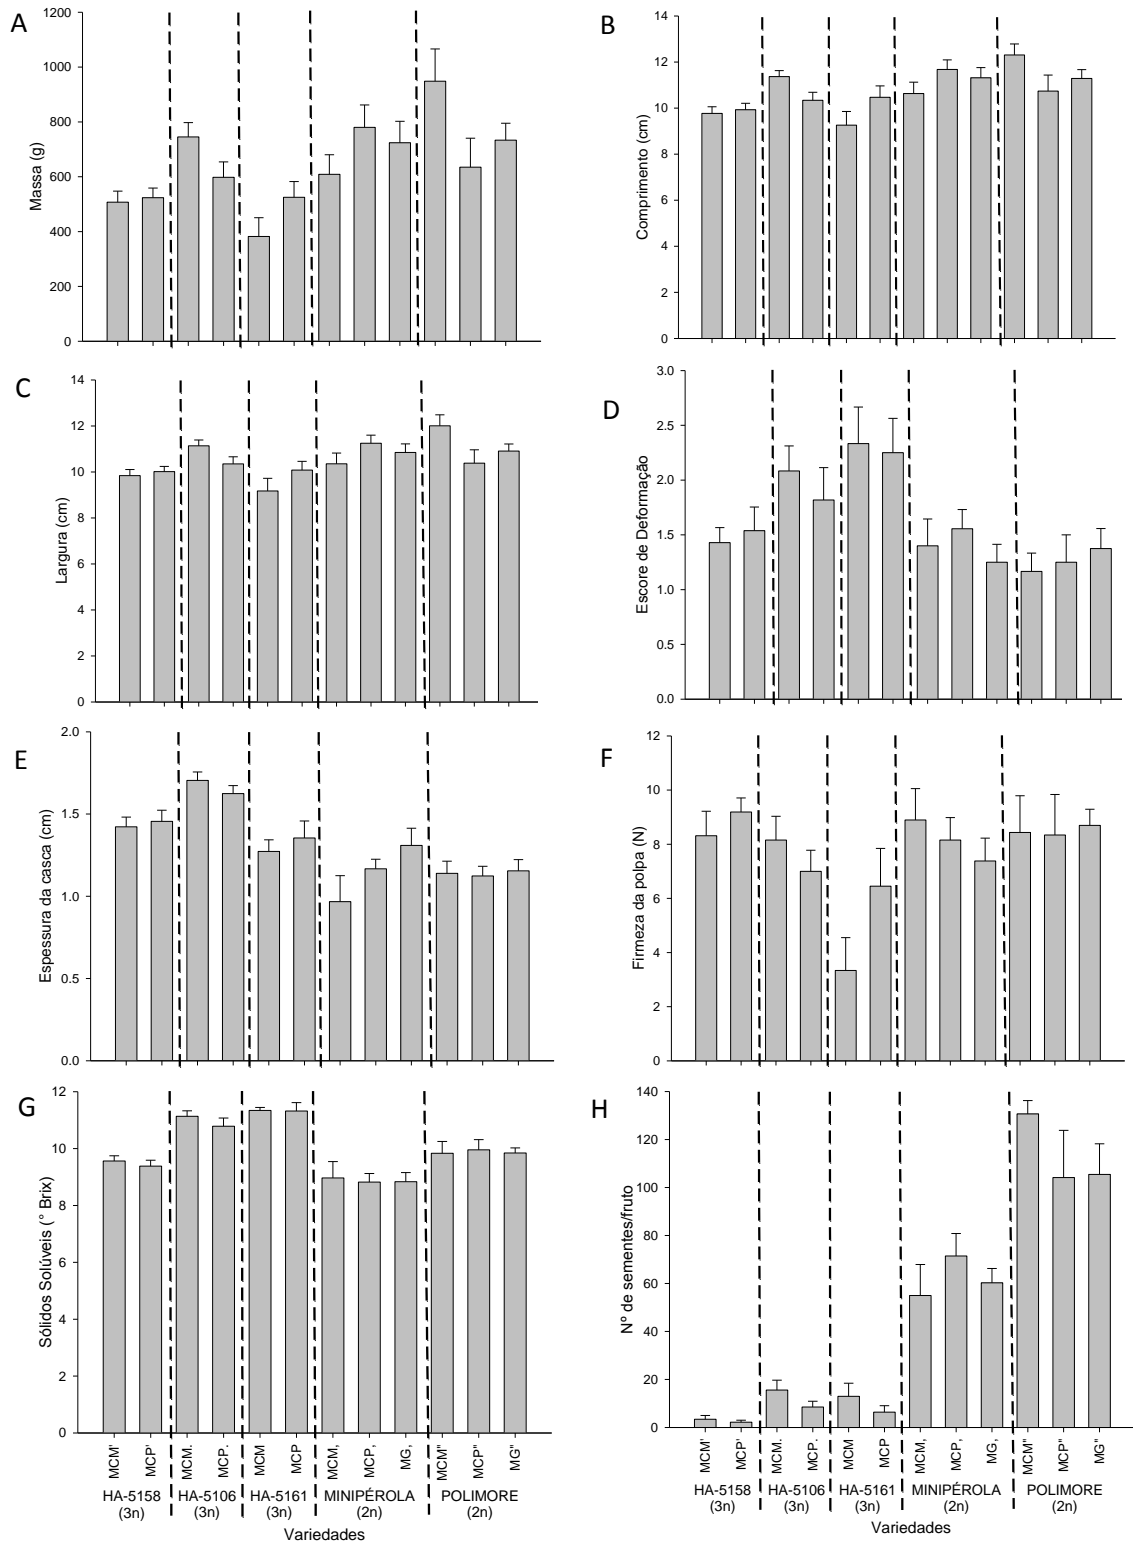 A
Massa (g)
1200
1000
800
600
400
200
0
B
Comprimento (cm)
14
12
10
8
6
4
2
0
C
Largura (cm)
14
12
10
8
6
4
2
0
D
Escore de Deformação
3.0
2.5
2.0
1.5
1.0
0.5
0.0
E
Espessura da casca (cm)
2.0
1.5
1.0
0.5
0.0
F
Firmeza da polpa (N)
12
10
8
6
4
2
0
G
Sólidos Solúveis (° Brix)
12
10
8
6
4
2
0
MCM' MCP' MCM. MCP. MCM MCP MCM, MCP, MG, MCM" MCP" MG"
HA-5158 HA-5106 HA-5161 MINIPÉROLA POLIMORE
(3n) (3n) (3n) (2n) (2n)
Variedades
H
Nº de sementes/fruto
140
120
100
80
60
40
20
0
MCM' MCP' MCM. MCP. MCM MCP MCM, MCP, MG, MCM" MCP" MG"
HA-5158 HA-5106 HA-5161 MINIPÉROLA POLIMORE
(3n) (3n) (3n) (2n) (2n)
Variedades